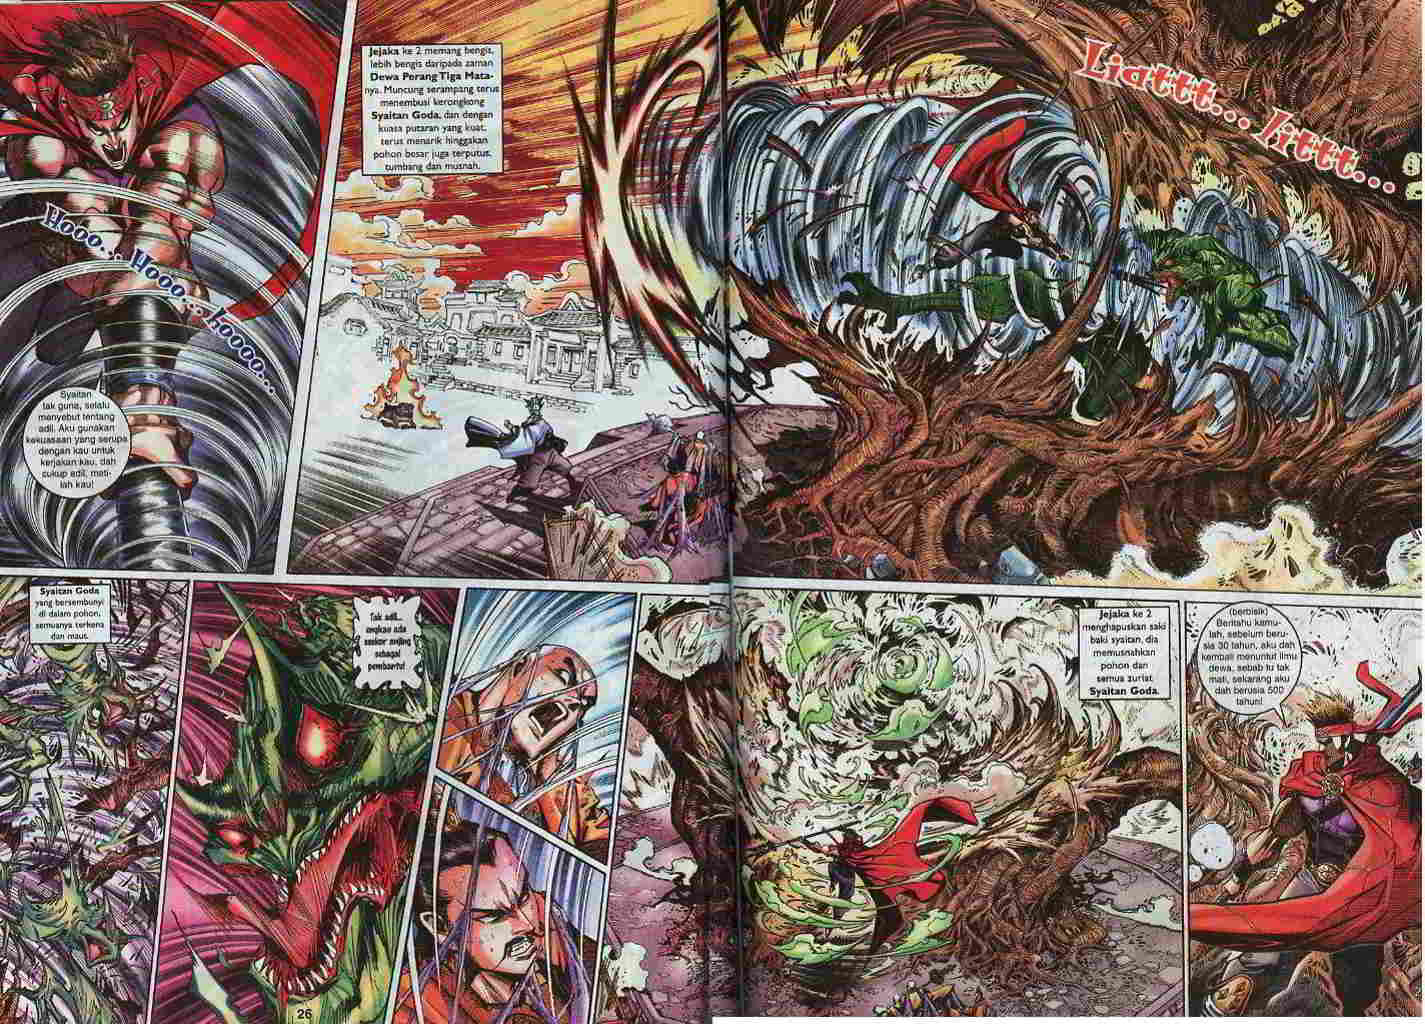 Jejaka ke 2 memang bengis,
lebih bengis daripada zaman
Dewa Perang Tiga Mata-
nya. Muncung serampang terus
menembusi kerongkong
Syaitan Goda, dan dengan
kuasa putaran yang kuat,
terus menarik hinggakan
pohon besar juga terputus,
tumbang dan musnah.
Hooo... Hooo... hoooo...
Syaitan
tak guna, selalu
menyebut tentang
adil. Aku gunakan
kekuasaan yang serupa
dengan kau untuk
kerjakan kau, dah
cukup adil, mati-
lah kau!
Liattt... Iittt...
Syaitan Goda
yang bersembunyi
di dalam pohon,
semuanya terkena
dan maut.
Tak adil...
engkau ada
seekor anjing
sebagai
pembantu!
Jejaka ke 2
menghapuskan saki
baki syaitan, dia
memusnahkan
pohon dan
semua zuriat
Syaitan Goda.
(berbisik)
Beritahu kamu-
lah, sebelum beru-
sia 30 tahun, aku dah
kembali menuntut ilmu
dewa, sebab tu tak
mati, sekarang aku
dah berusia 500
tahun!
26